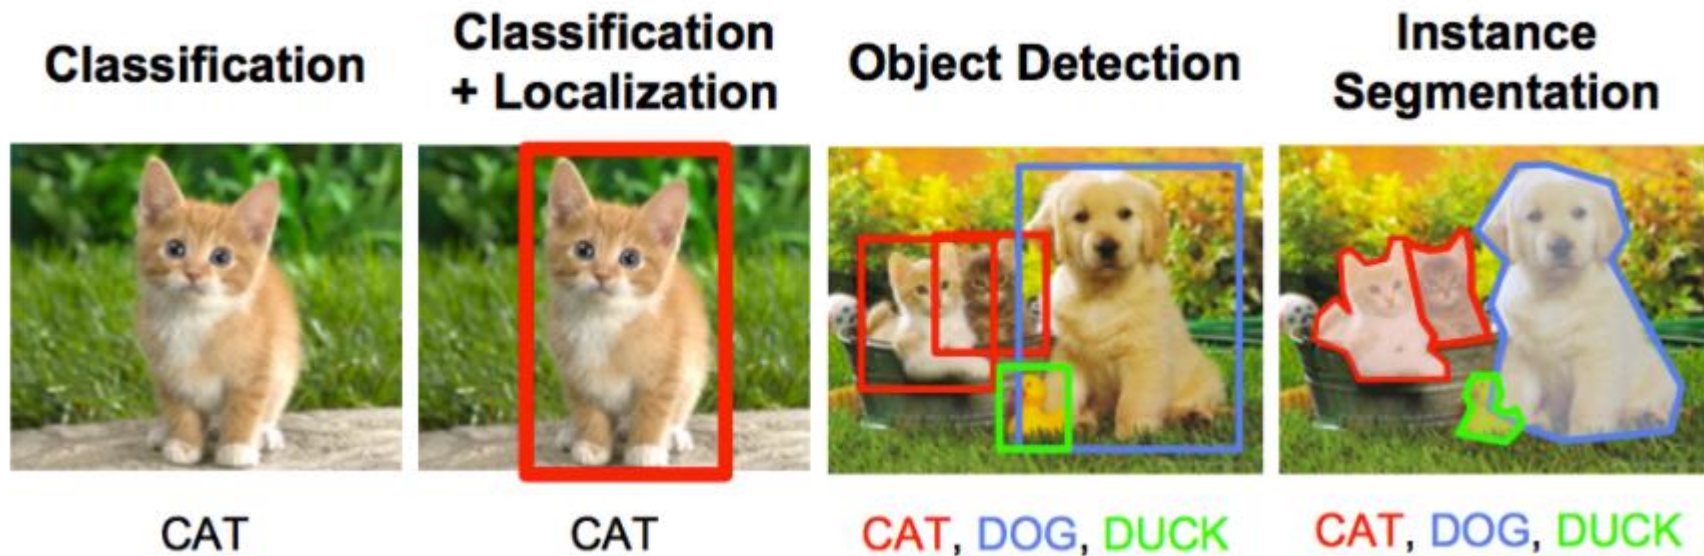 Classification
Classification
+ Localization
Object Detection
Instance
Segmentation
CAT
CAT
CAT, DOG, DUCK
CAT, DOG, DUCK